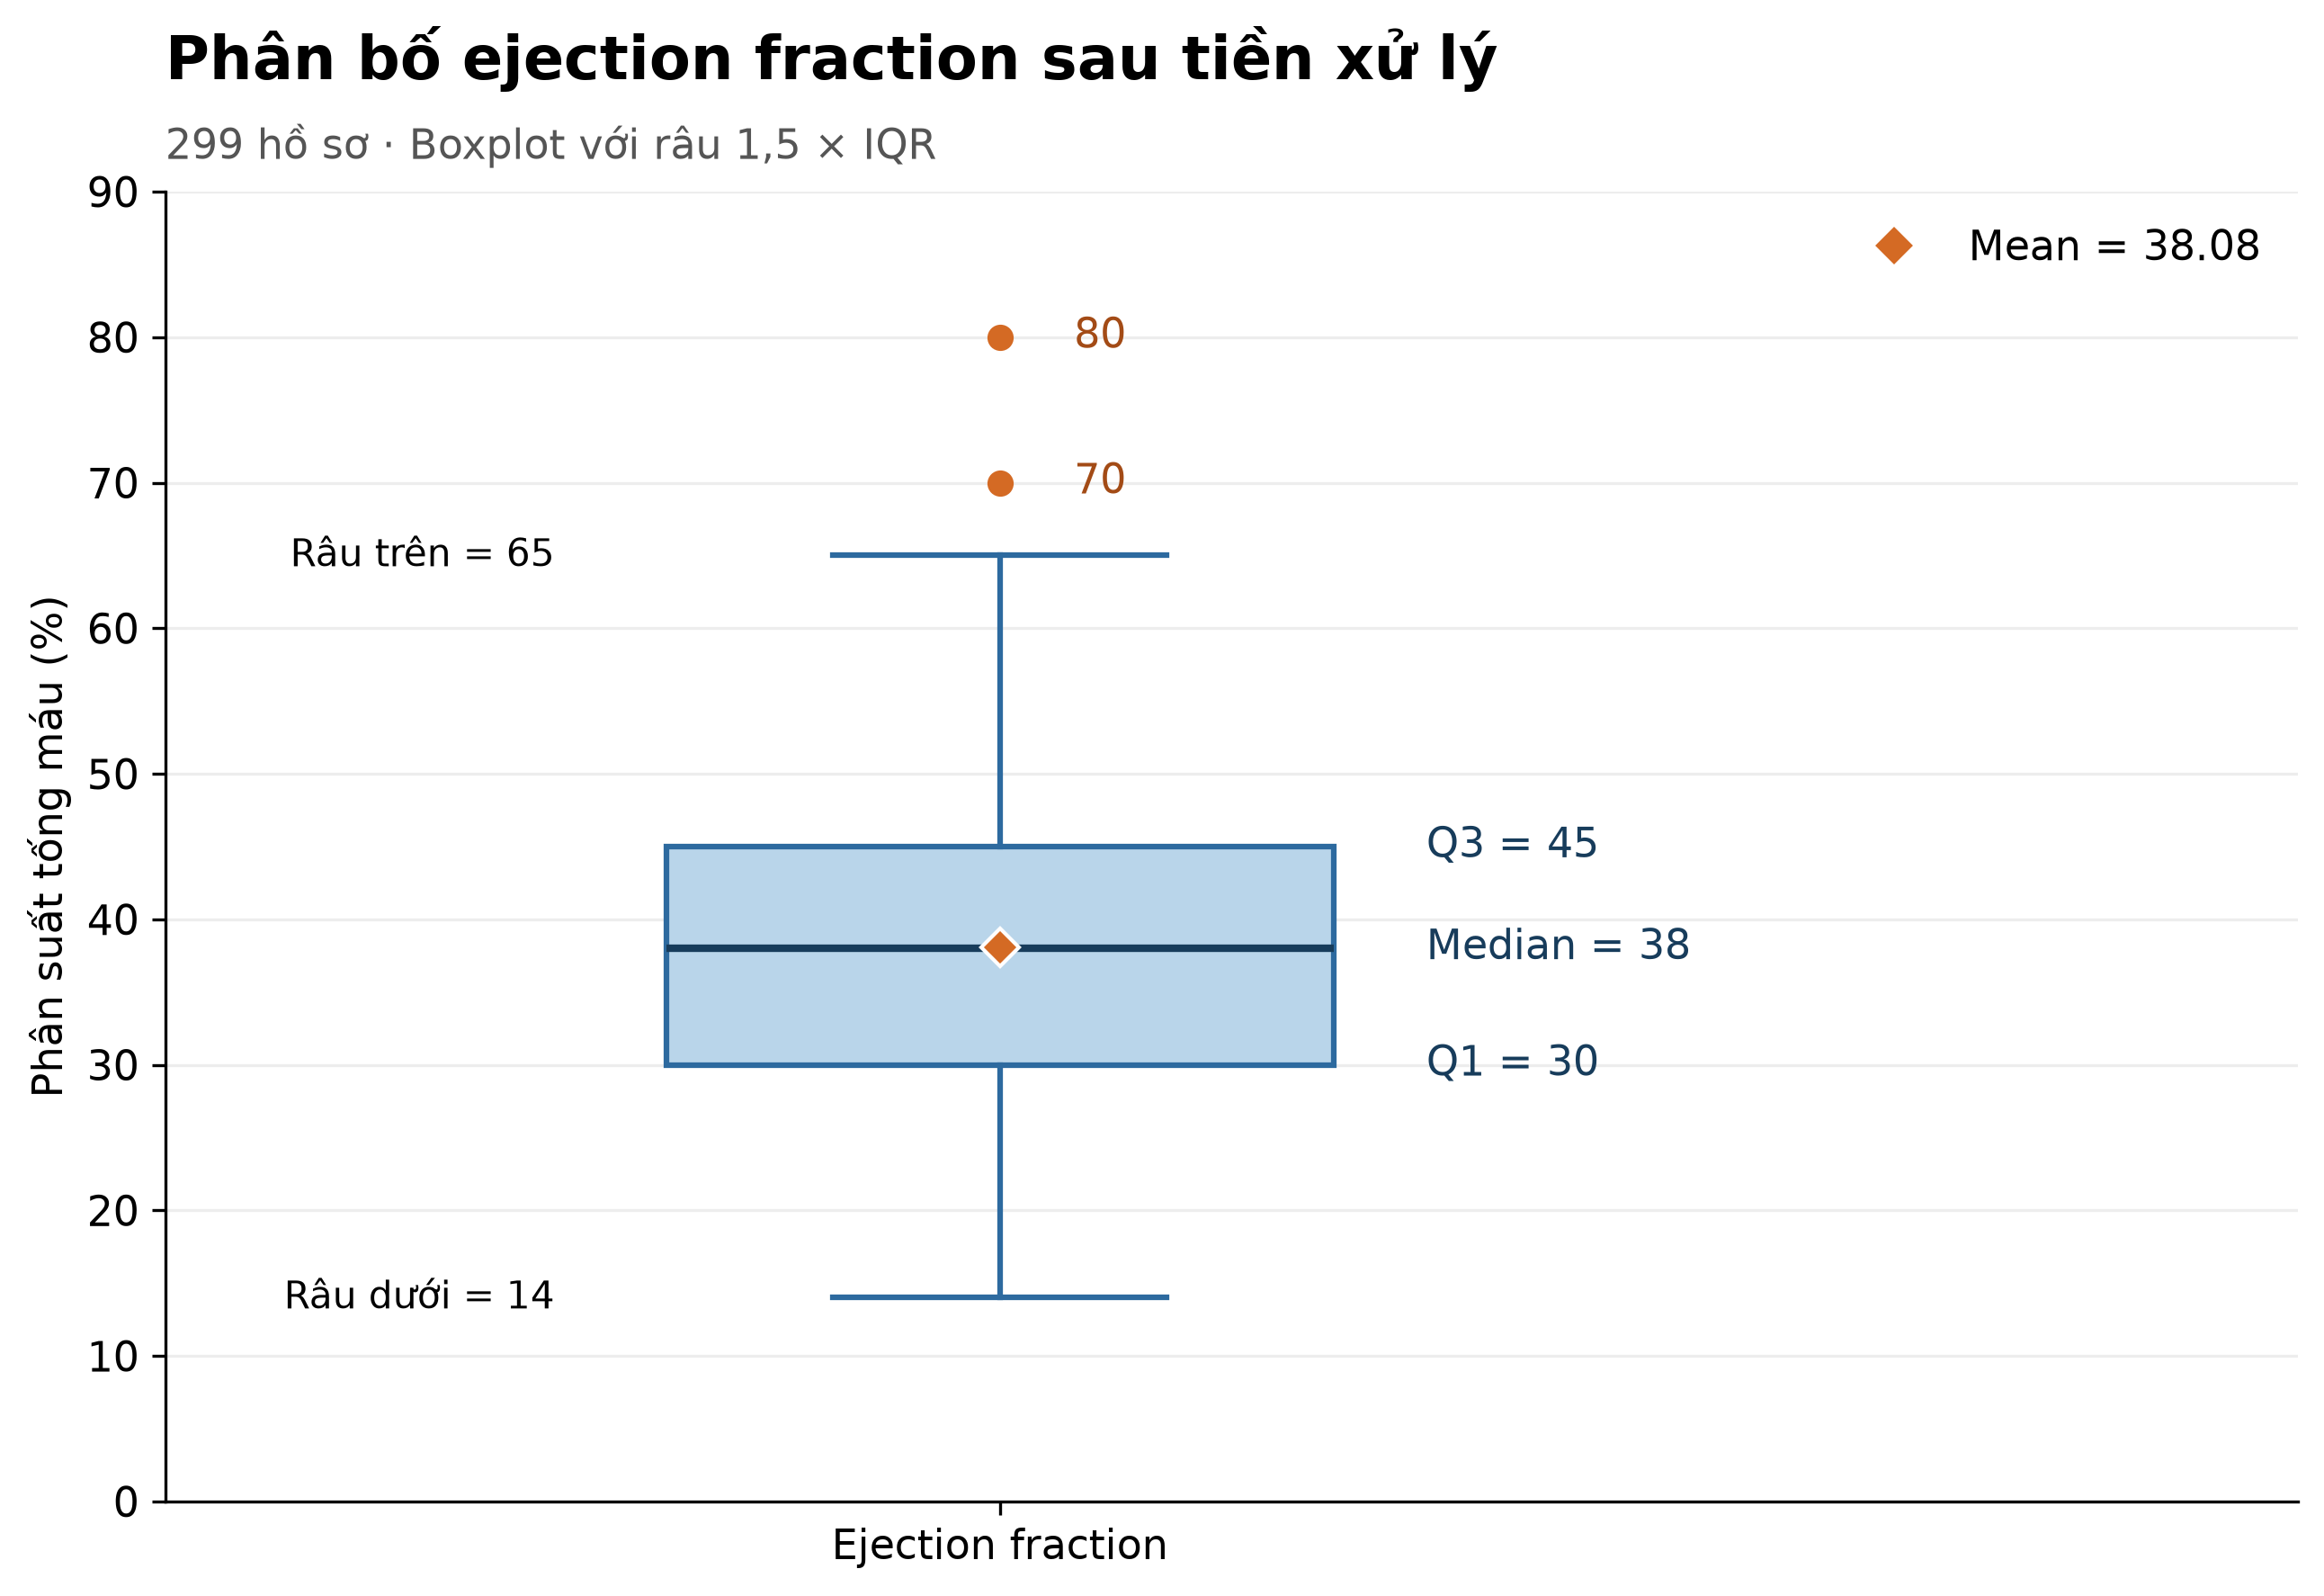 Phân bố ejection fraction sau tiền xử lý
299 hồ sơ · Boxplot với râu 1,5 × IQR
Mean = 38.08
Phân suất tống máu (%)
90
80
70
60
50
40
30
20
10
0
80
70
Râu trên = 65
Q3 = 45
Median = 38
Q1 = 30
Râu dưới = 14
Ejection fraction